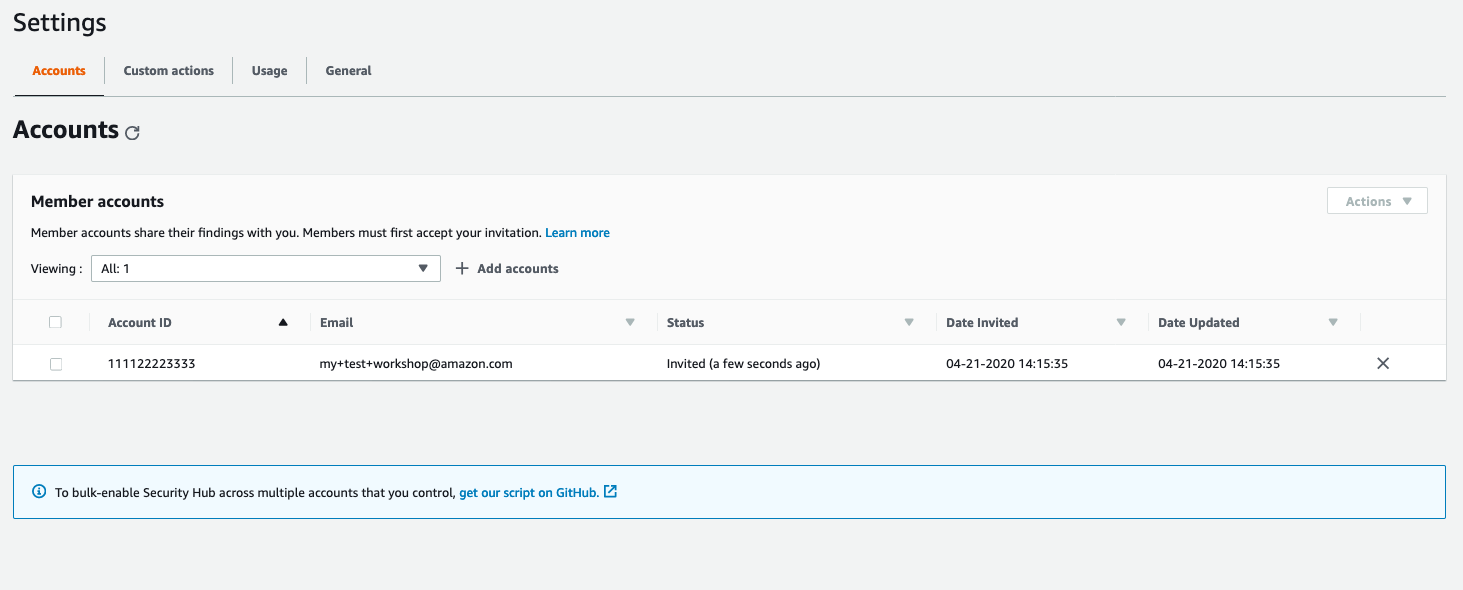 Settings
Accounts Custom actions Usage General
Accounts
Member accounts
Actions
Member accounts share their findings with you. Members must first accept your invitation. Learn more
Viewing : All: 1 Add accounts
Account ID Email Status Date Invited Date Updated
111122223333 my+test+workshop@amazon.com Invited (a few seconds ago) 04-21-2020 14:15:35 04-21-2020 14:15:35
To bulk-enable Security Hub across multiple accounts that you control, get our script on GitHub.